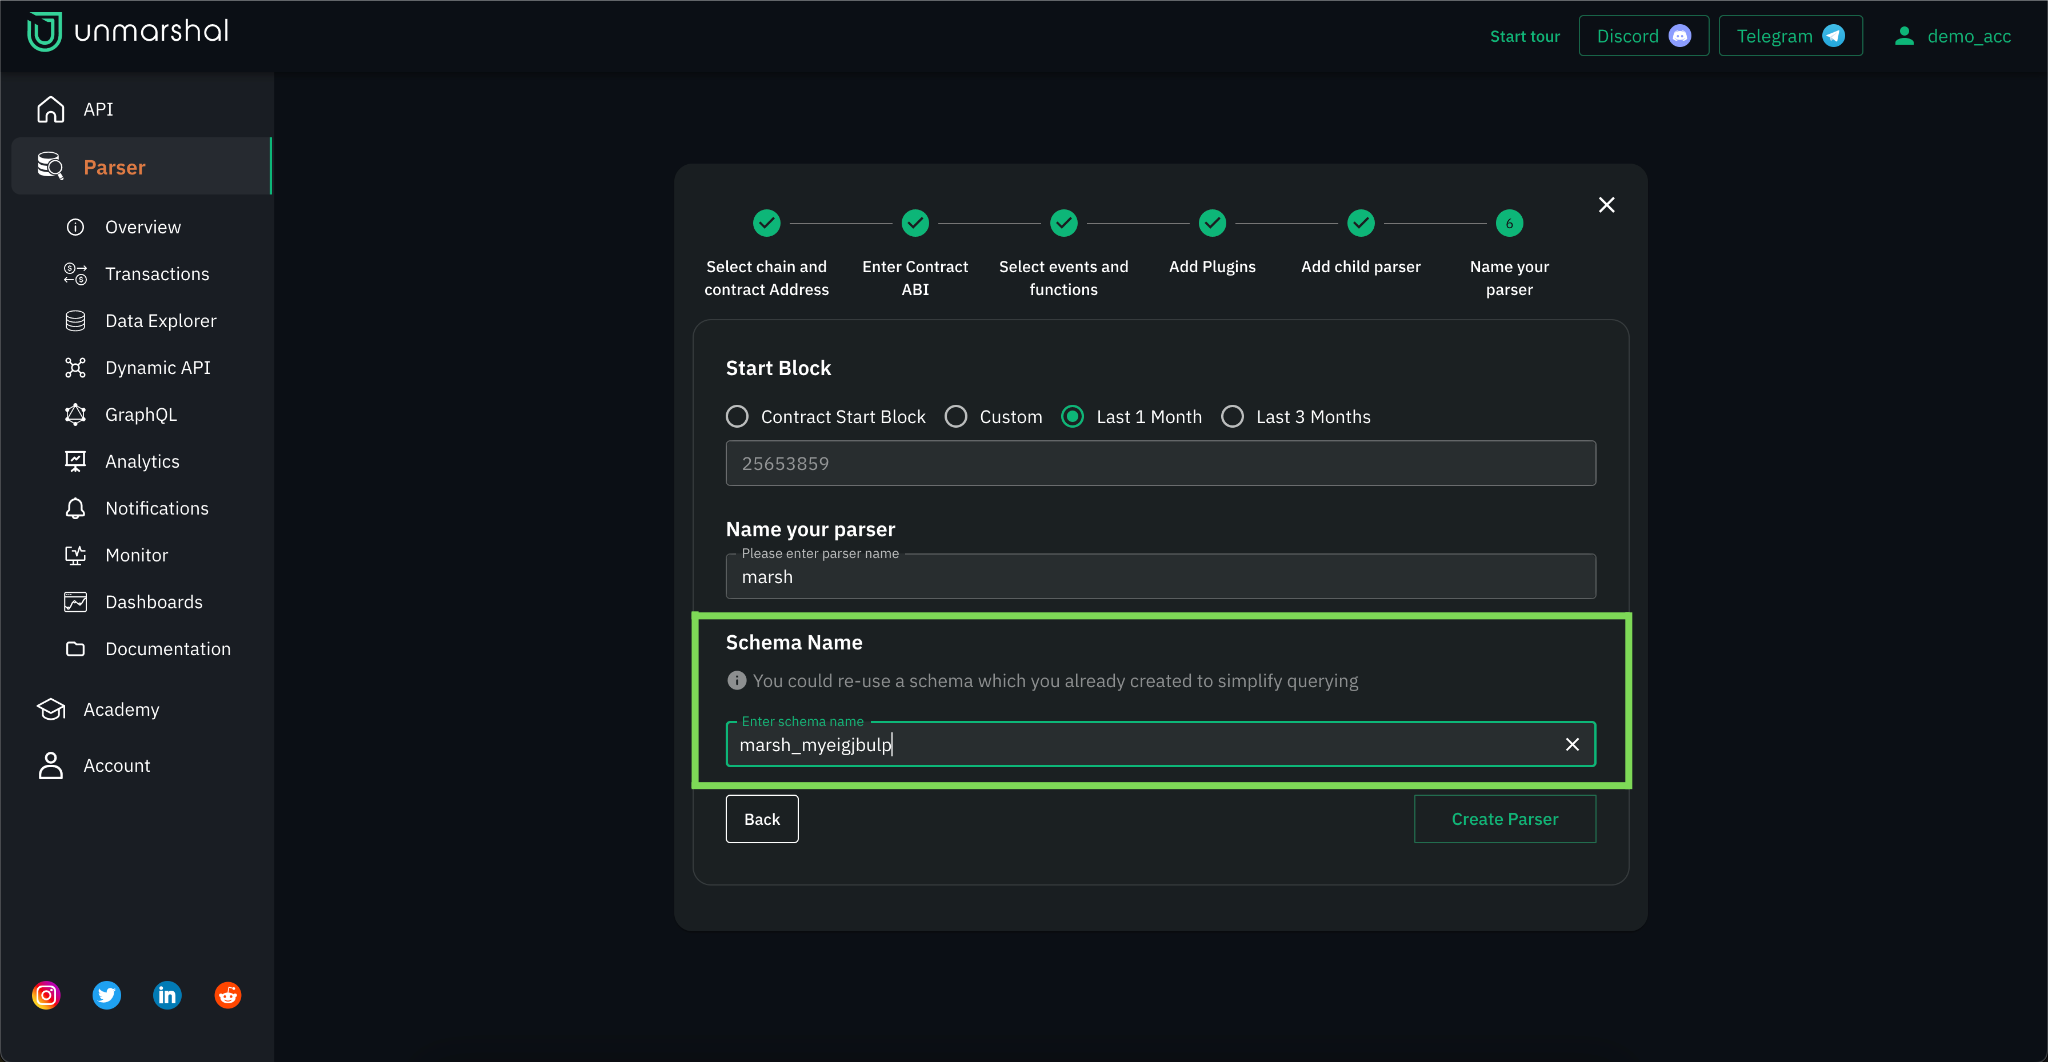 unmarshal
Start tour
Discord
Telegram
demo_acc
API
Parser
Overview
Transactions
Data Explorer
Dynamic API
GraphQL
Analytics
Notifications
Monitor
Dashboards
Documentation
Academy
Account
6
Select chain and
contract Address
Enter Contract
ABI
Select events and
functions
Add Plugins
Add child parser
Name your
parser
Start Block
Contract Start Block
Custom
Last 1 Month
Last 3 Months
25653859
Name your parser
Please enter parser name
marsh
Schema Name
You could re-use a schema which you already created to simplify querying
Enter schema name
marsh_myeigjbulp
Back
Create Parser